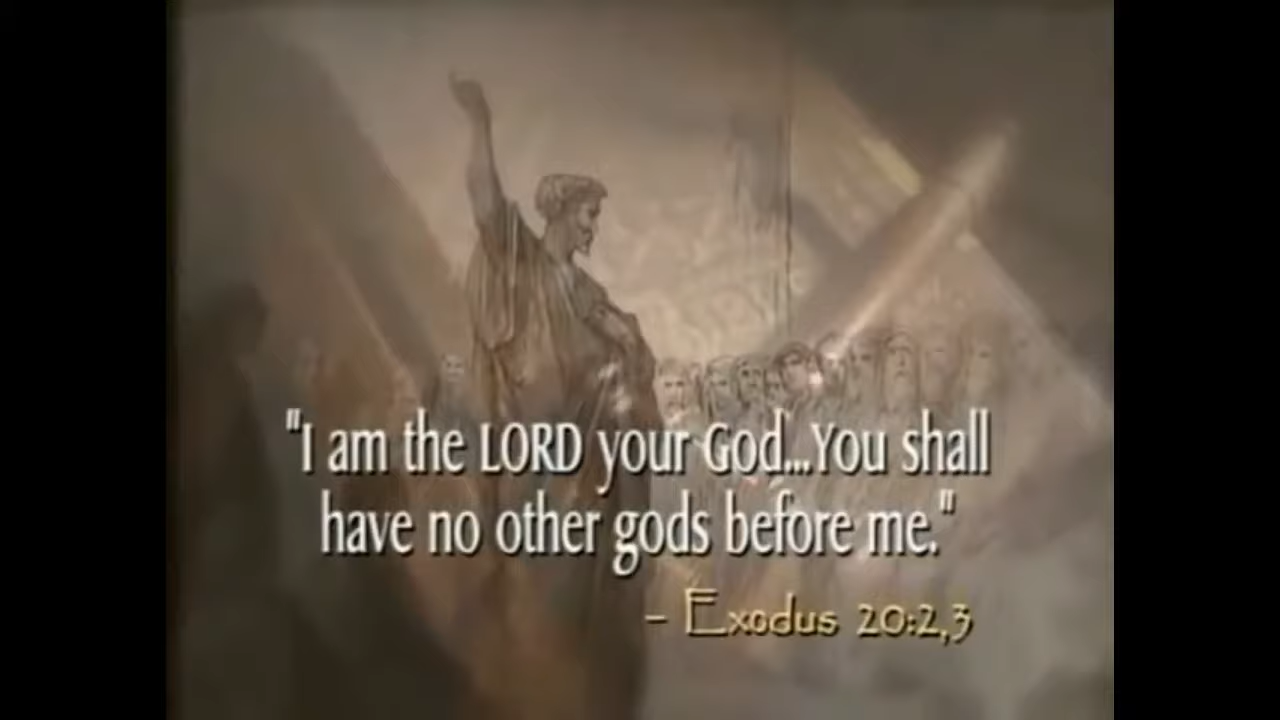 "I am the LORD your God...You shall
have no other gods before me."
– Exodus 20:2,3